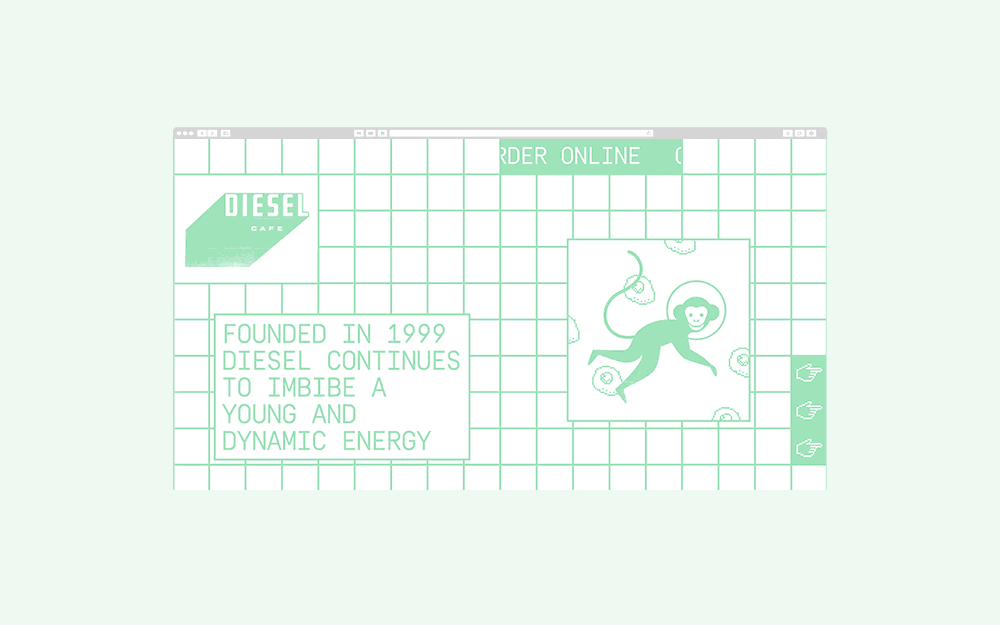 RDER ONLINE
DIESEL
CAFE
FOUNDED IN 1999
DIESEL CONTINUES
TO IMBIBE A
YOUNG AND
DYNAMIC ENERGY